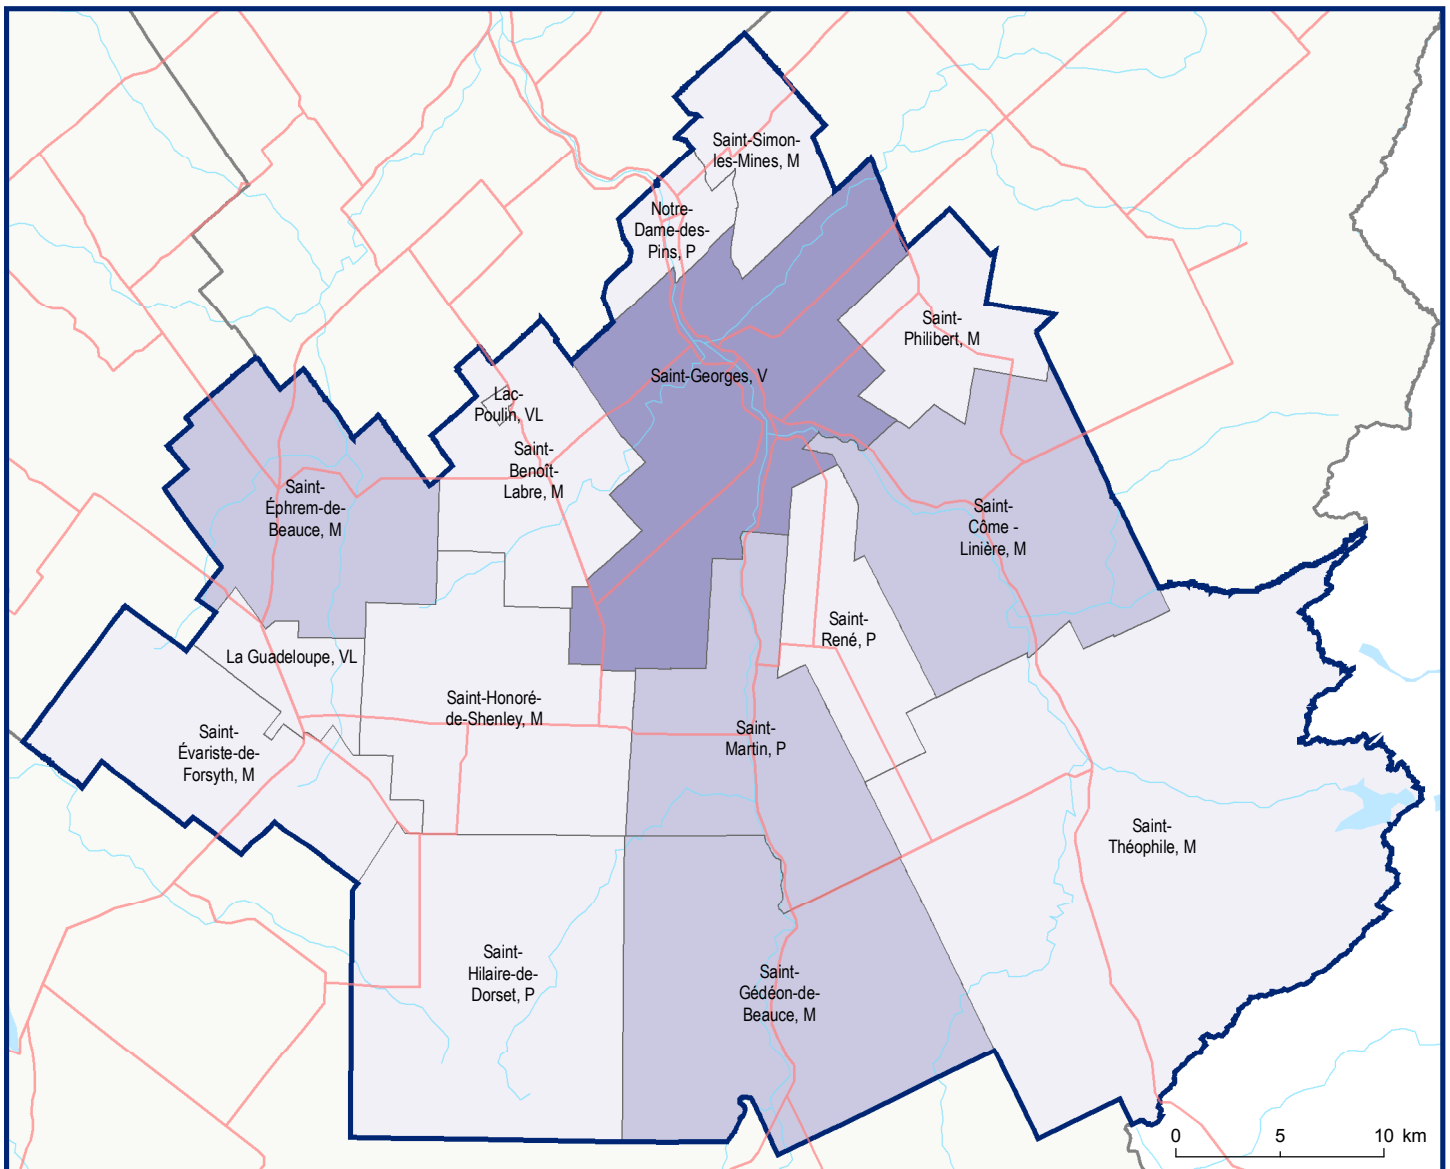 Saint-Simon-
les-Mines, M
Notre-
Dame-des-
Pins, P
Saint-
Philibert, M
Saint-Georges, V
Lac-
Poulin, VL
Saint-
Benoît-
Labre, M
Saint-
Éphrem-de-
Beauce, M
Saint-
Côme -
Linière, M
Saint-
René, P
La Guadeloupe, VL
Saint-Honoré-
de-Shenley, M
Saint-
Martin, P
Saint-
Évariste-de-
Forsyth, M
Saint-
Théophile, M
Saint-
Hilaire-de-
Dorset, P
Saint-
Gédéon-de-
Beauce, M
0 5 10 km